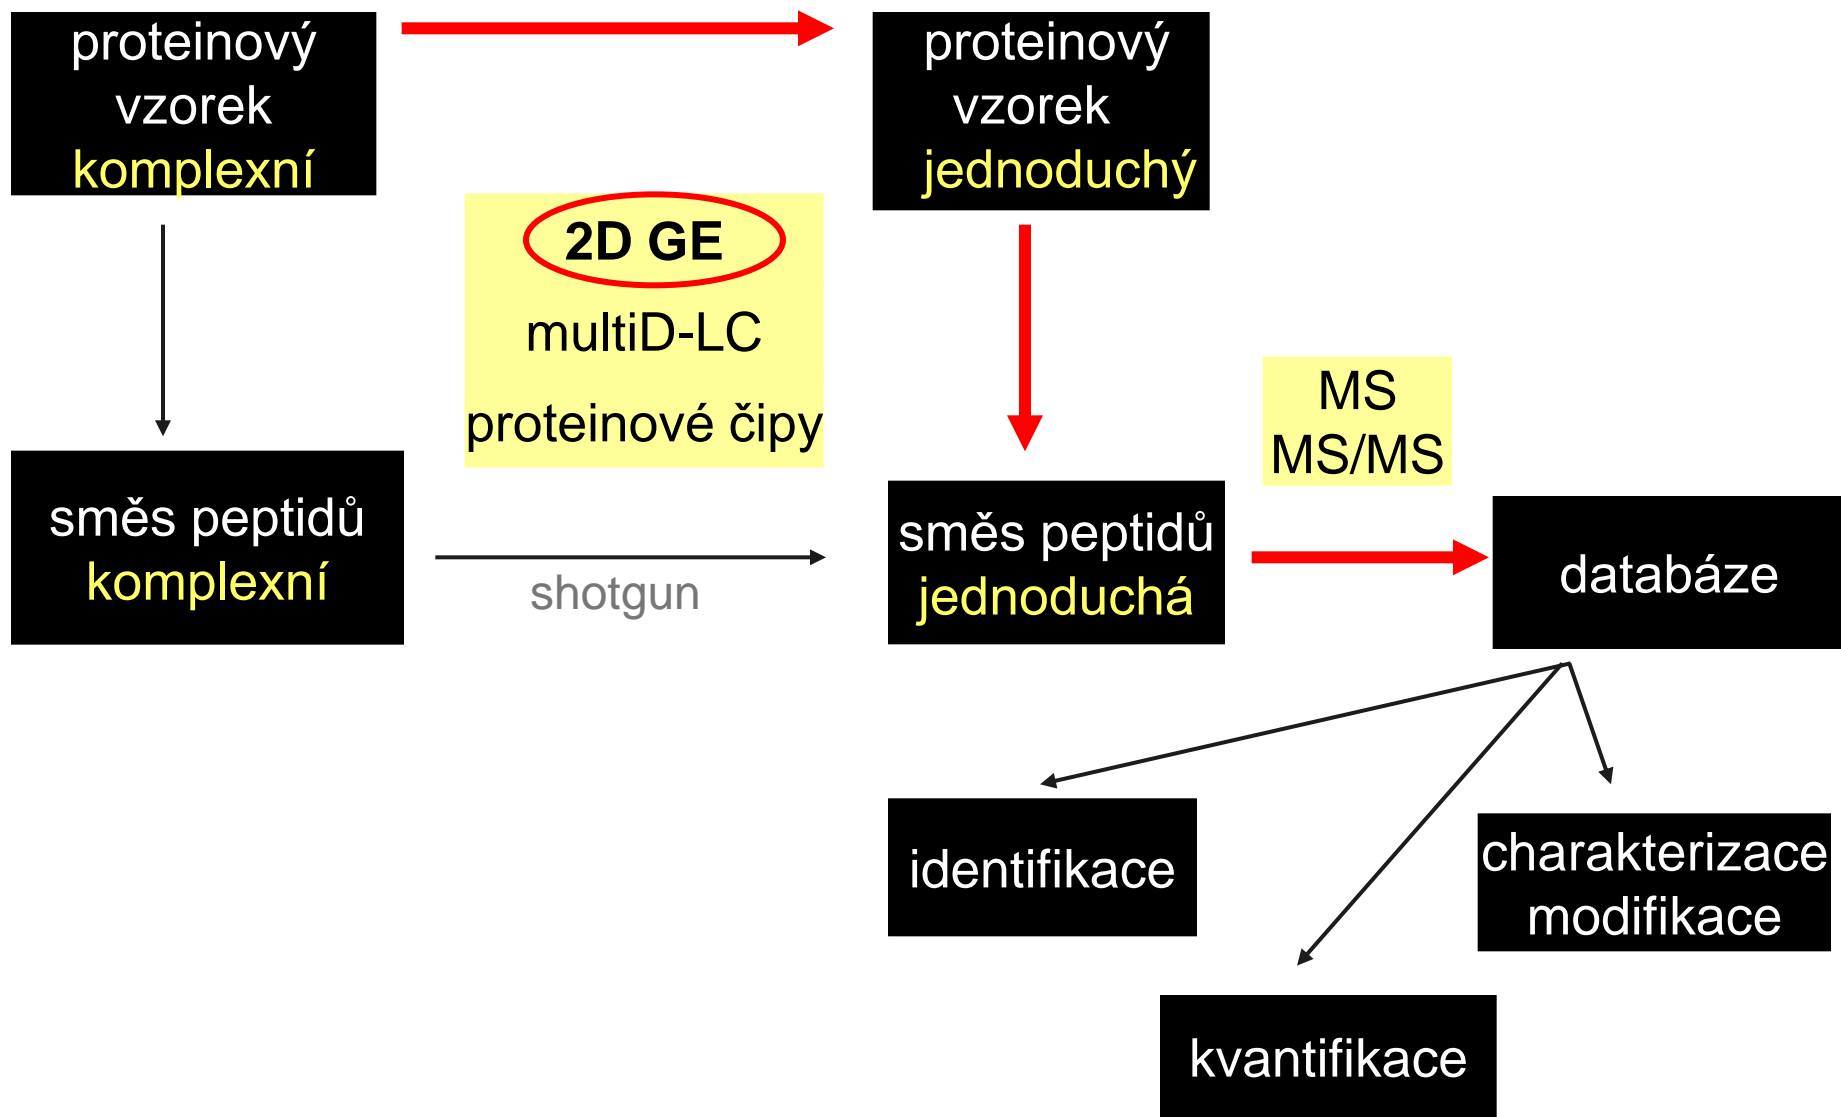 proteinový
vzorek
komplexní
proteinový
vzorek
jednoduchý
2D GE
multiD-LC
proteinové čipy
MS
MS/MS
směs peptidů
komplexní
shotgun
směs peptidů
jednoduchá
databáze
identifikace
charakterizace
modifikace
kvantifikace